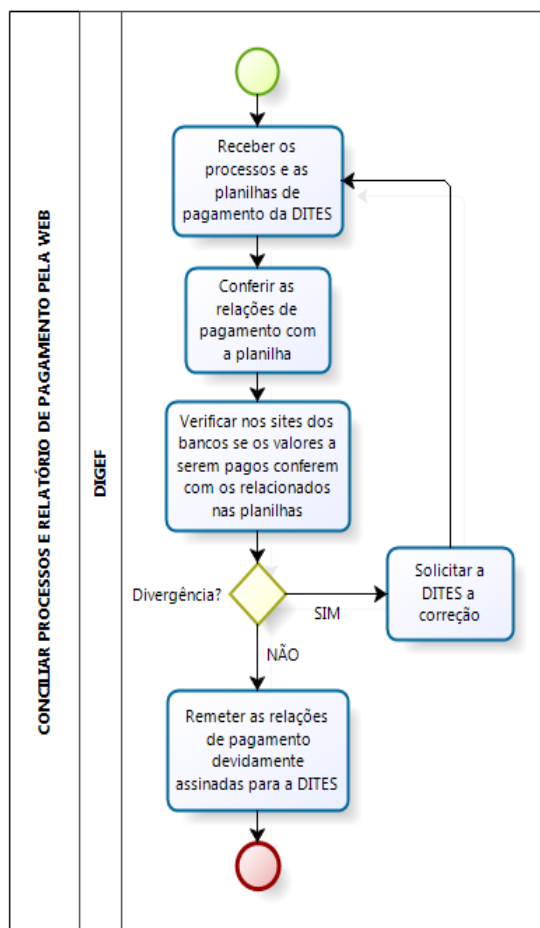 CONCILIAR PROCESSOS E RELATÓRIO DE PAGAMENTO PELA WEB
DIGEF
Receber os
processos e as
planilhas de
pagamento da DITES
Conferir as
relações de
pagamento com
a planilha
Verificar nos sites dos
bancos se os valores a
serem pagos conferem
com os relacionados
nas planilhas
Divergência?
SIM
Solicitar a
DITES a
correção
NÃO
Remeter as relações
de pagamento
devidamente
assinadas para a DITES